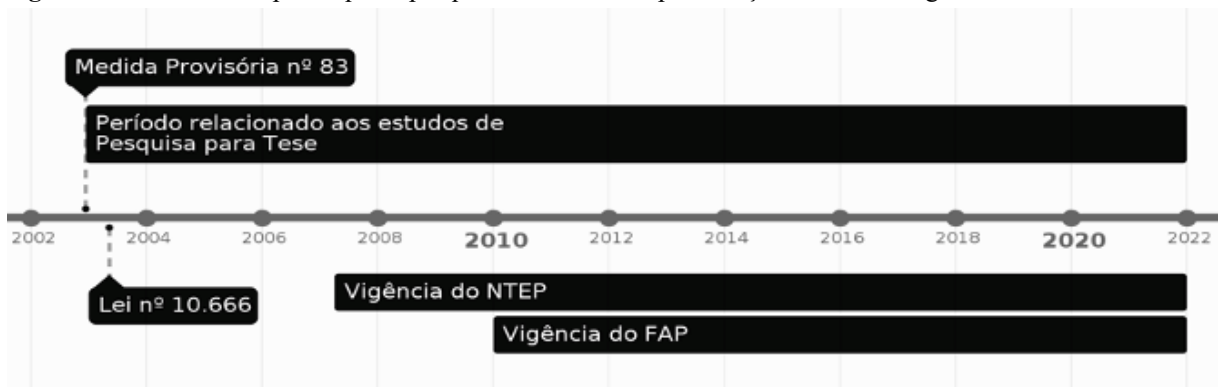 Medida Provisória nº 83
Período relacionado aos estudos de
Pesquisa para Tese
2002 2004 2006 2008 2010 2012 2014 2016 2018 2020 2022
Lei nº 10.666
Vigência do NTEP
Vigência do FAP